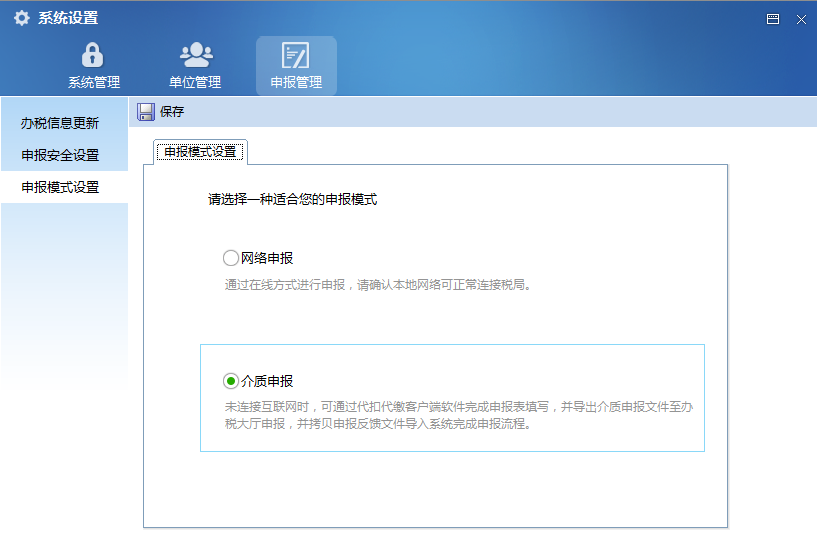 系统设置
系统管理
单位管理
申报管理
办税信息更新
申报安全设置
申报模式设置
保存
申报模式设置
请选择一种适合您的申报模式
网络申报
通过在线方式进行申报，请确认本地网络可正常连接税局。
介质申报
未连接互联网时，可通过代扣代缴客户端软件完成申报表填写，并导出介质申报文件至办
税大厅申报，并拷贝申报反馈文件导入系统完成申报流程。